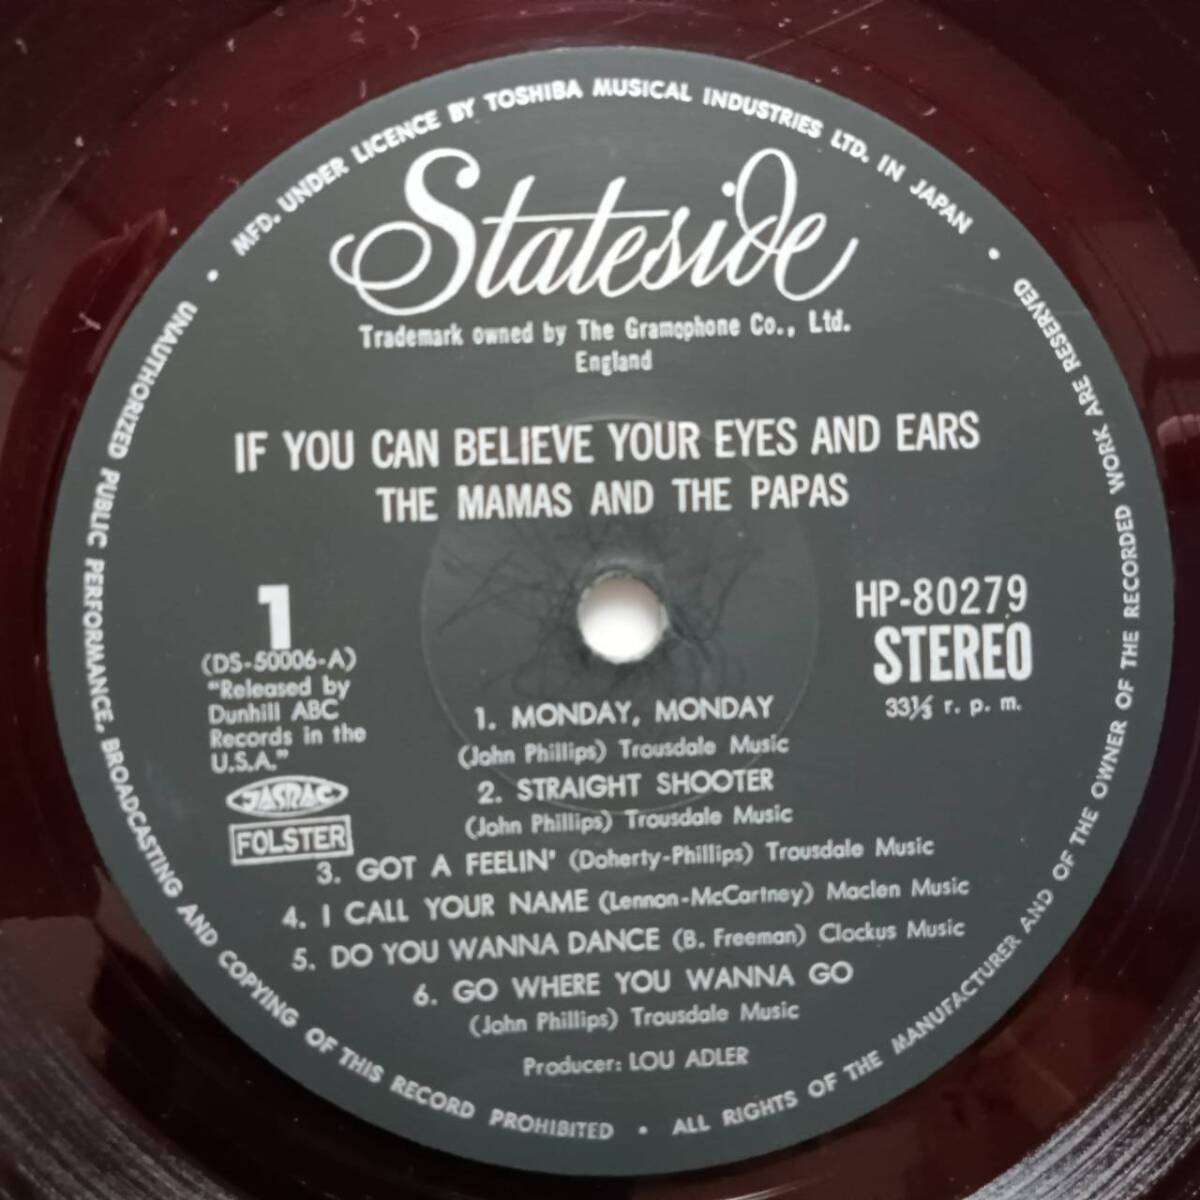 MFD. UNDER LICENCE BY TOSHIBA MUSICAL INDUSTRIES LTD. IN JAPAN
Stateside
Trademark owned by The Gramophone Co., Ltd.
England
IF YOU CAN BELIEVE YOUR EYES AND EARS
THE MAMAS AND THE PAPAS
1
(DS-50006-A)
"Released by
Dunhill ABC
Records in the
U.S.A."
JASRAC
FOLSTER
HP-80279
STEREO
33⅓ r. p. m.
1. MONDAY, MONDAY
(John Phillips) Trousdale Music
2. STRAIGHT SHOOTER
(John Phillips) Trousdale Music
3. GOT A FEELIN' (Doherty-Phillips) Trousdale Music
4. I CALL YOUR NAME (Lennon-McCartney) Maclen Music
5. DO YOU WANNA DANCE (B. Freeman) Clockus Music
6. GO WHERE YOU WANNA GO
(John Phillips) Trousdale Music
Producer: LOU ADLER
UNAUTHORIZED PUBLIC PERFORMANCE, BROADCASTING AND COPYING OF THIS RECORD PROHIBITED • ALL RIGHTS OF THE MANUFACTURER AND OF THE OWNER OF THE RECORDED WORK ARE RESERVED •